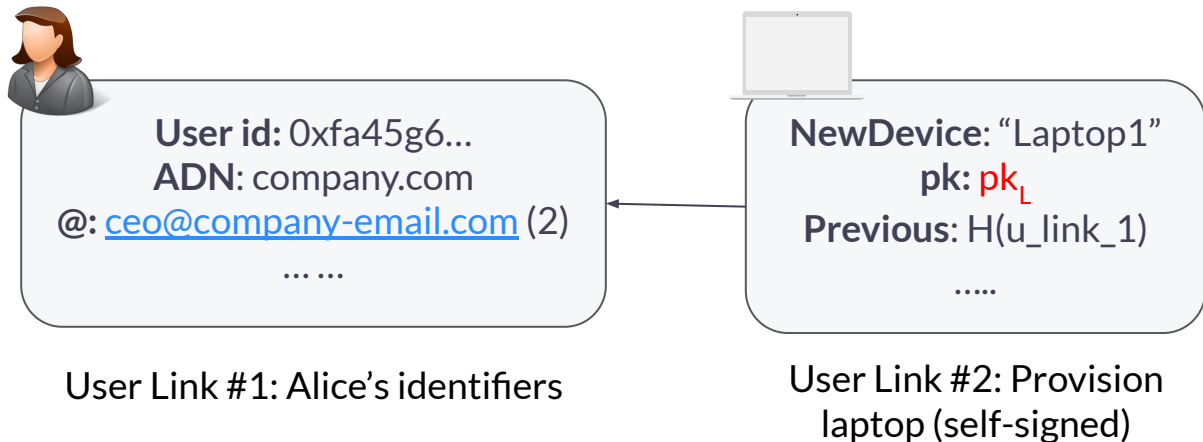 User id: 0xfa45g6...
ADN: company.com
@: ceo@company-email.com (2)
... ...
User Link #1: Alice’s identifiers
NewDevice: “Laptop1”
pk: pk_L
Previous: H(u_link_1)
.....
User Link #2: Provision
laptop (self-signed)